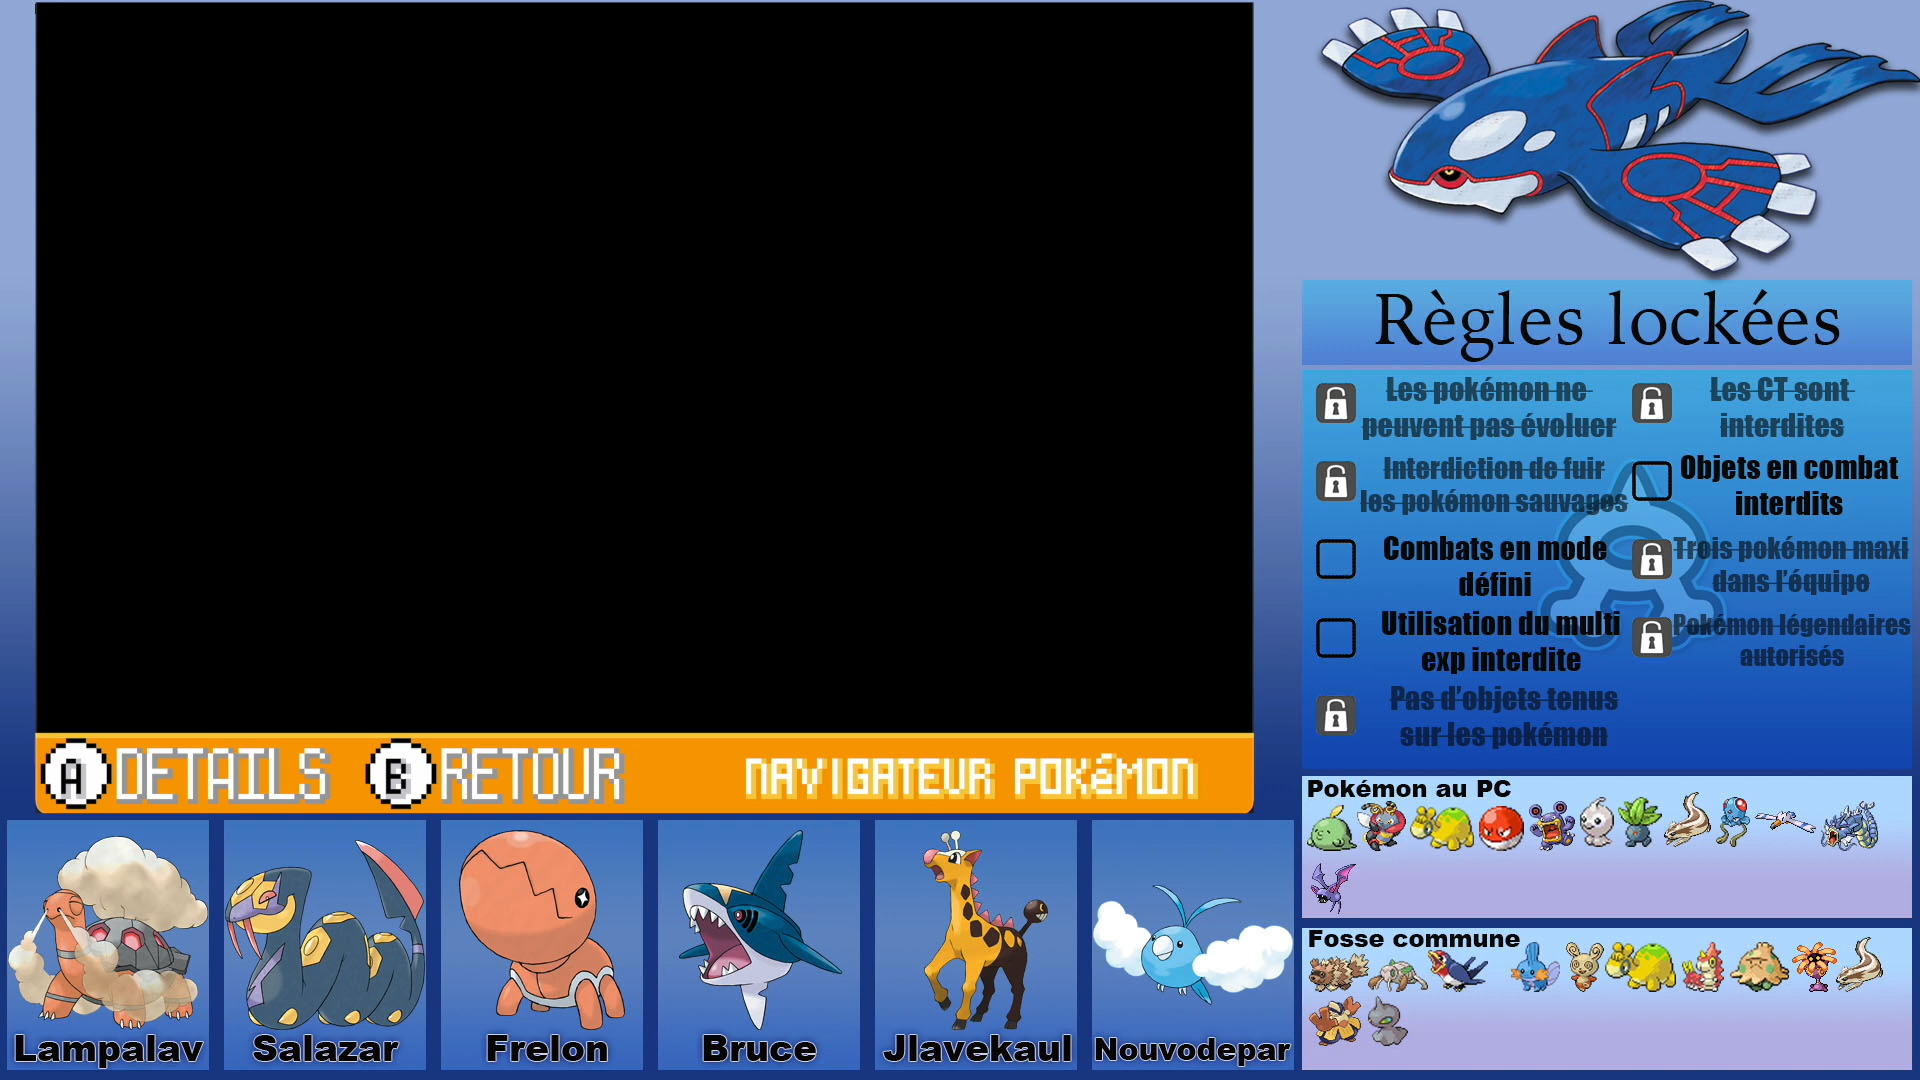 Règles lockées
Les pokémon ne
peuvent pas évoluer
Les CT sont
interdites
Interdiction de fuir
les pokémon sauvages
Objets en combat
interdits
Combats en mode
défini
Trois pokémon maxi
dans l'équipe
Utilisation du multi
exp interdite
Pokémon légendaires
autorisés
Pas d'objets tenus
sur les pokémon
A DETAILS B RETOUR NAVIGATEUR POKéMON
Pokémon au PC
Fosse commune
Lampalav
Salazar
Frelon
Bruce
Jlavekaul
Nouvodepar